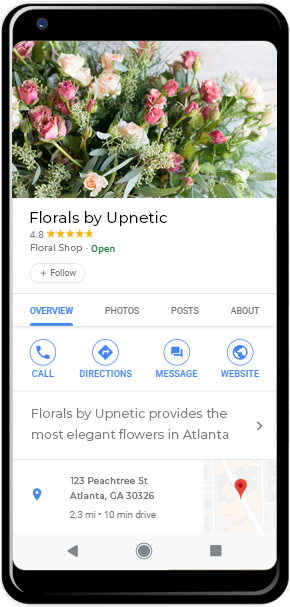 Florals by Upnetic
4.8
Floral Shop · Open
+ Follow
OVERVIEW PHOTOS POSTS ABOUT
CALL DIRECTIONS MESSAGE WEBSITE
Florals by Upnetic provides the
most elegant flowers in Atlanta
123 Peachtree St
Atlanta, GA 30326
2.3 mi • 10 min drive